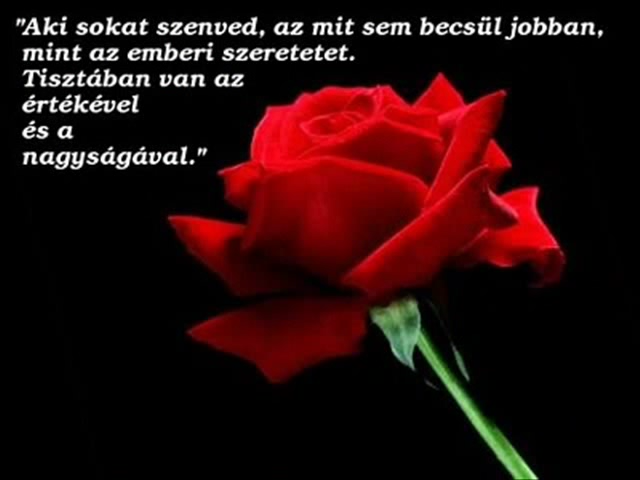 "Aki sokat szenved, az mit sem becsül jobban,
mint az emberi szeretetet.
Tisztában van az
értékével
és a
nagyságával."